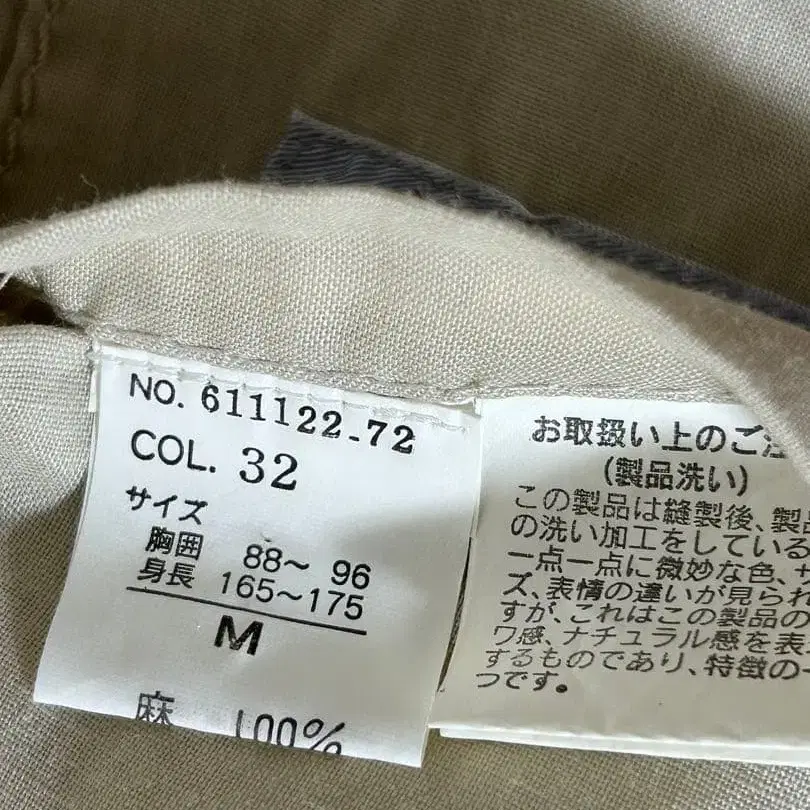 NO. 611122-72
COL. 32
サイズ
胸囲 88〜 96
身長 165〜175
M
麻 100%
お取扱い上のご注
(製品洗い)
この製品は縫製後、製品
の洗い加工をしている
一点一点に微妙な色、サ
ズ、表情の違いが見られ
すが、これはこの製品の
ワ感、ナチュラル感を表
するものであり、特徴の一
つです。